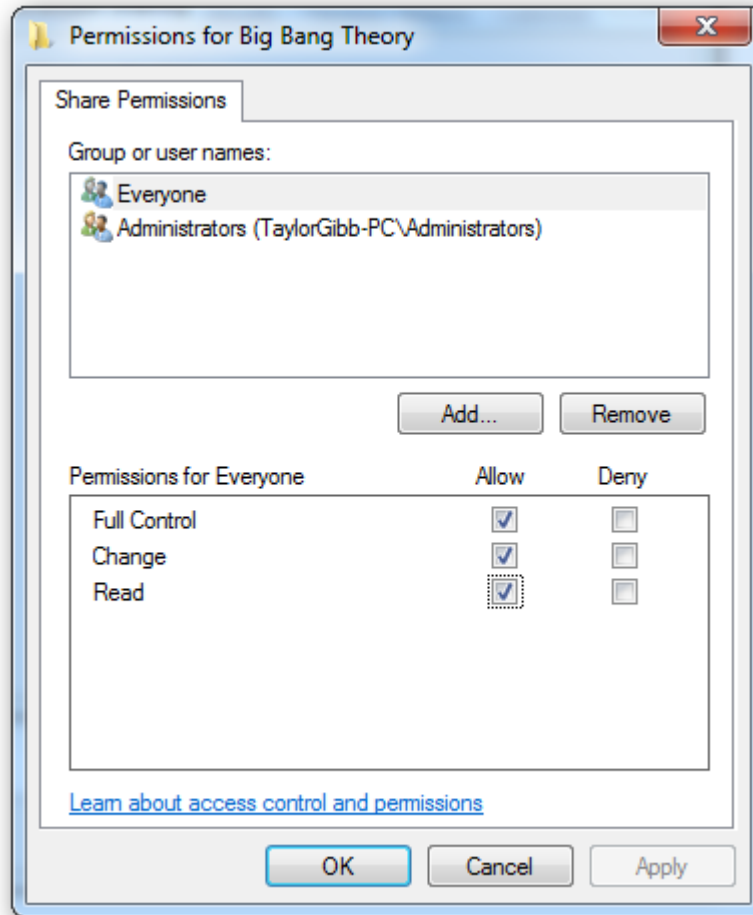 Permissions for Big Bang Theory
Share Permissions
Group or user names:
Everyone
Administrators (TaylorGibb-PC\Administrators)
Add... Remove
Permissions for Everyone Allow Deny
Full Control
Change
Read
Learn about access control and permissions
OK Cancel Apply